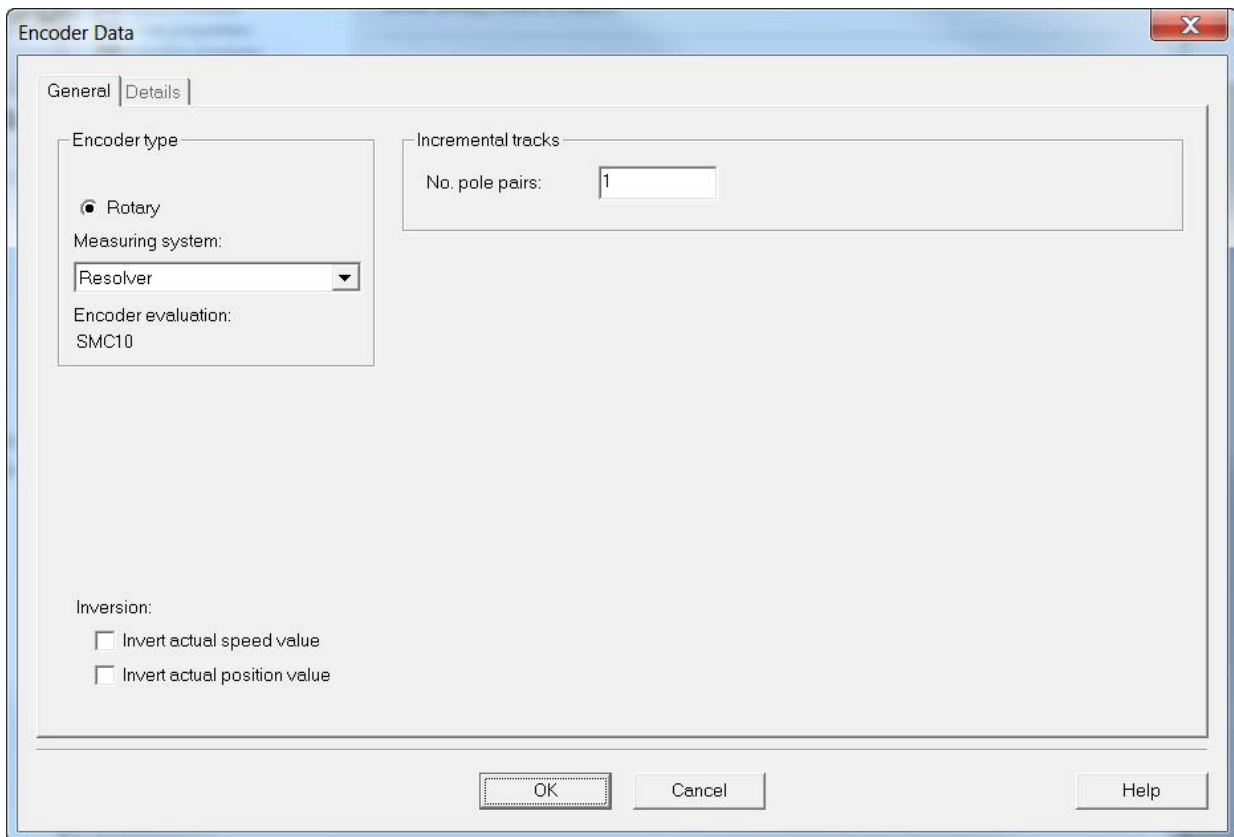 Encoder Data
General
Details
Encoder type
Rotary
Measuring system:
Resolver
Encoder evaluation:
SMC10
Incremental tracks
No. pole pairs: 1
Inversion:
Invert actual speed value
Invert actual position value
OK
Cancel
Help